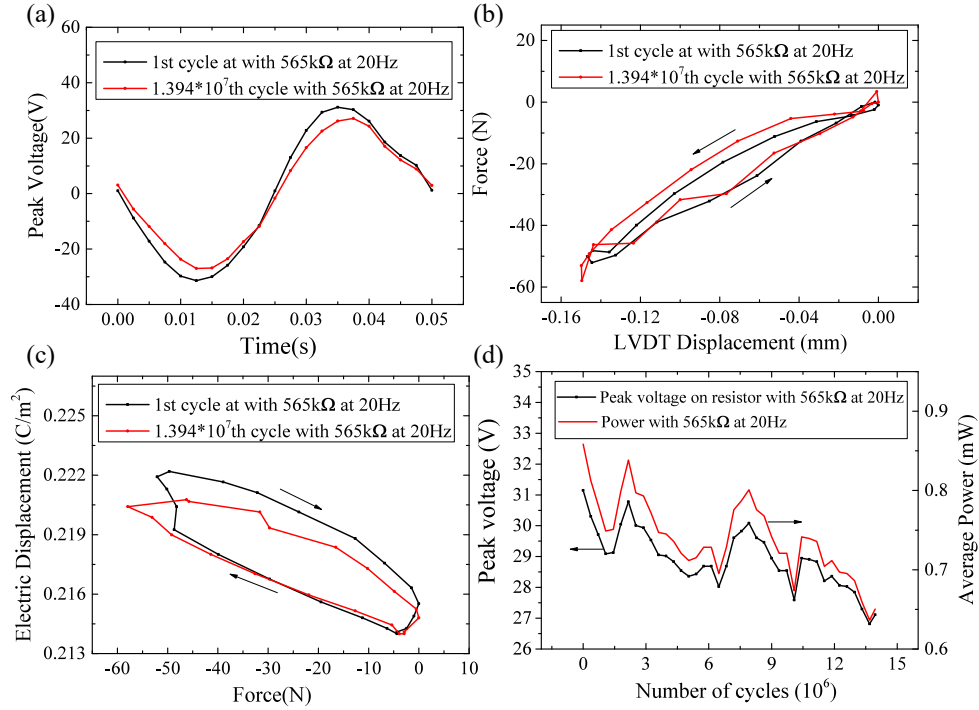 (a)
60
40
20
0
-20
-40
Peak Voltage(V)
1st cycle at with 565kΩ at 20Hz
1.394*10⁷th cycle with 565kΩ at 20Hz
0.00 0.01 0.02 0.03 0.04 0.05
Time(s)
(b)
20
0
-20
-40
-60
Force (N)
1st cycle at with 565kΩ at 20Hz
1.394*10⁷th cycle with 565kΩ at 20Hz
-0.16 -0.12 -0.08 -0.04 0.00
LVDT Displacement (mm)
(c)
0.225
0.222
0.219
0.216
0.213
Electric Displacement (C/m²)
1st cycle at with 565kΩ at 20Hz
1.394*10⁷th cycle with 565kΩ at 20Hz
-60 -50 -40 -30 -20 -10 0
Force(N)
(d)
35
34
33
32
31
30
29
28
27
26
Peak voltage (V)
Peak voltage on resistor with 565kΩ at 20Hz
Power with 565kΩ at 20Hz
0.9
0.8
0.7
0.6
Average Power (mW)
0 3 6 9 12 15
Number of cycles (10⁶)